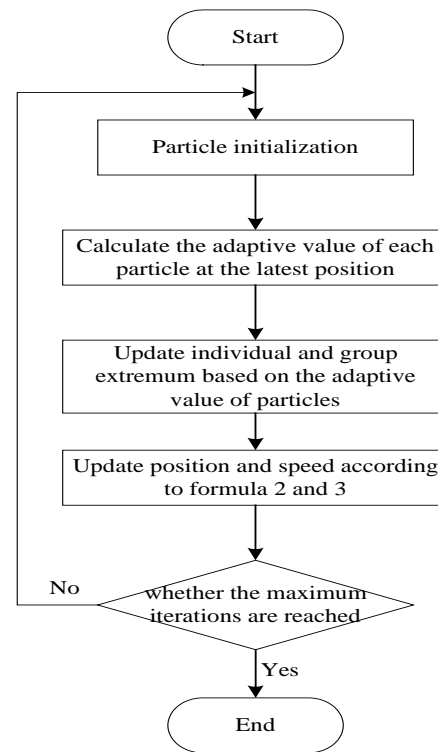 Start
Particle initialization
Calculate the adaptive value of each
particle at the latest position
Update individual and group
extremum based on the adaptive
value of particles
Update position and speed according
to formula 2 and 3
No
whether the maximum
iterations are reached
Yes
End